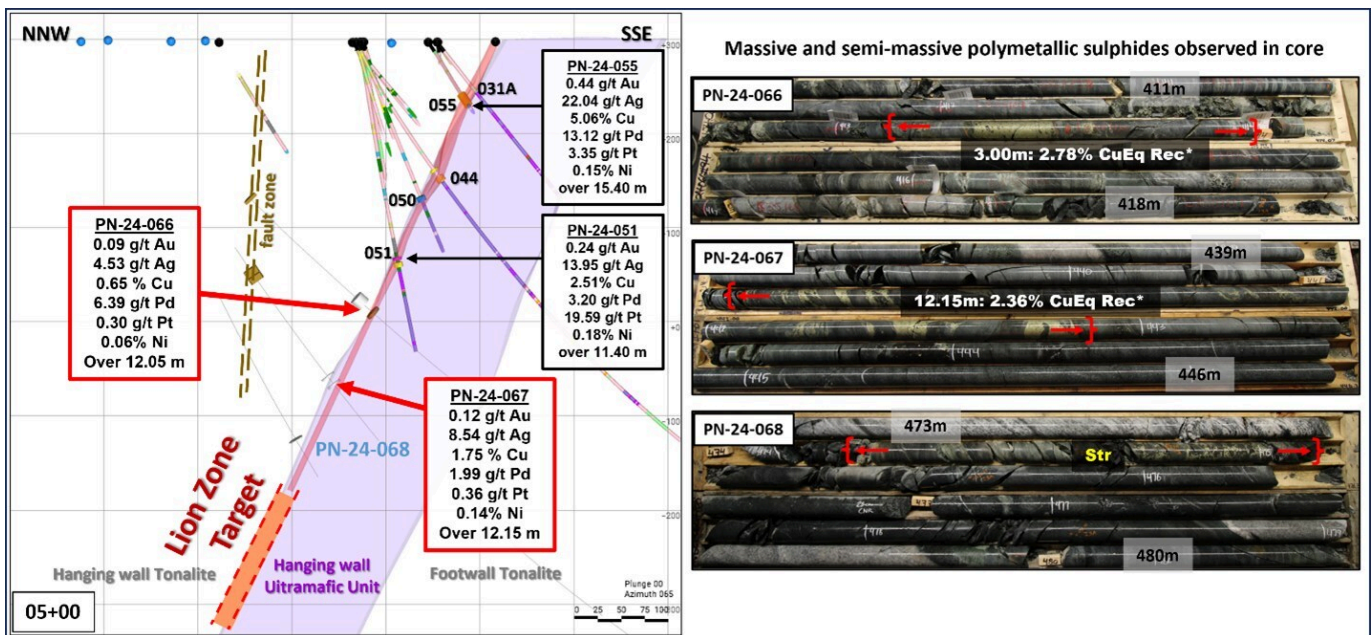 NNW
SSE
+300
+200
+100
+0
-100
-200
PN-24-055
0.44 g/t Au
22.04 g/t Ag
5.06% Cu
13.12 g/t Pd
3.35 g/t Pt
0.15% Ni
over 15.40 m
031A
055
044
050
051
fault zone
PN-24-066
0.09 g/t Au
4.53 g/t Ag
0.65 % Cu
6.39 g/t Pd
0.30 g/t Pt
0.06% Ni
Over 12.05 m
PN-24-051
0.24 g/t Au
13.95 g/t Ag
2.51% Cu
3.20 g/t Pd
19.59 g/t Pt
0.18% Ni
over 11.40 m
PN-24-067
0.12 g/t Au
8.54 g/t Ag
1.75 % Cu
1.99 g/t Pd
0.36 g/t Pt
0.14% Ni
Over 12.15 m
PN-24-068
Lion Zone
Target
Hanging wall Tonalite
Hanging wall
Ultramafic Unit
Footwall Tonalite
Plunge 00
Azimuth 065
0 25 50 75 100
05+00
Massive and semi-massive polymetallic sulphides observed in core
PN-24-066
411m
3.00m: 2.78% CuEq Rec*
416
418m
PN-24-067
439m
440
12.15m: 2.36% CuEq Rec*
443
444
445
446m
PN-24-068
473m
Str
476
477
480m